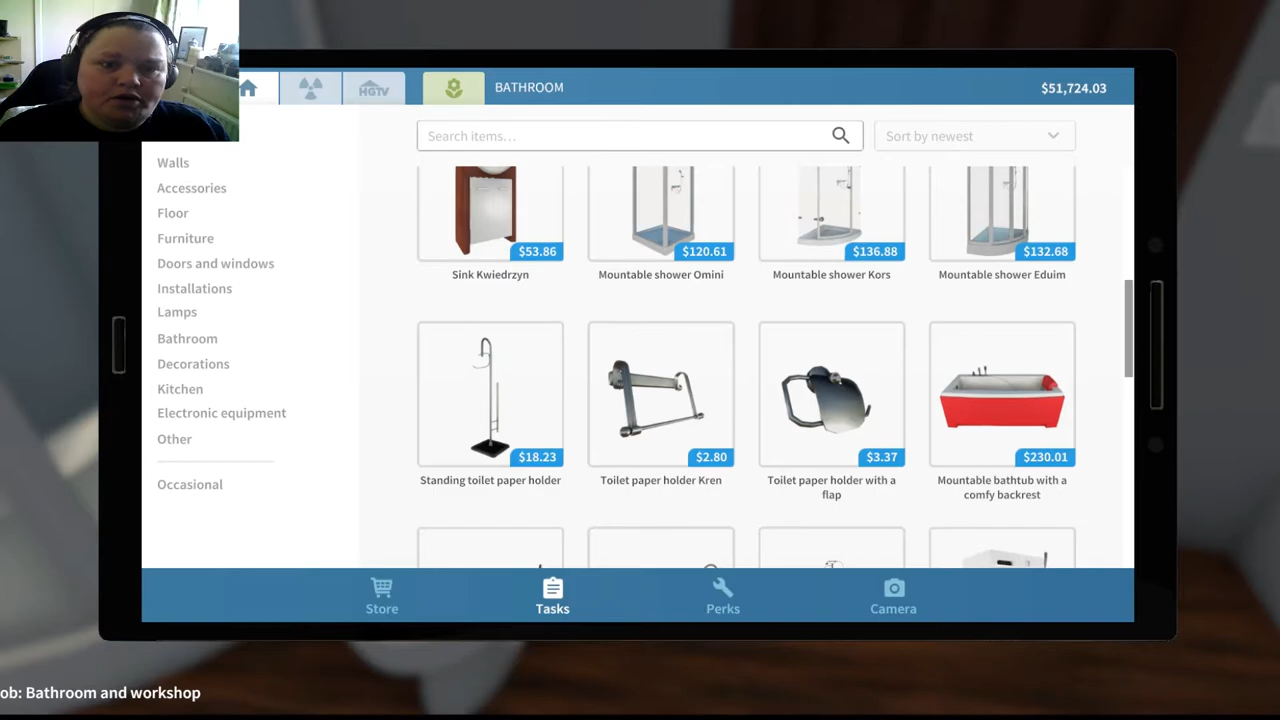 HGTV
BATHROOM
$51,724.03
Search items...
Sort by newest
Walls
Accessories
Floor
Furniture
Doors and windows
Installations
Lamps
Bathroom
Decorations
Kitchen
Electronic equipment
Other
Occasional
$53.86
$120.61
$136.88
$132.68
Sink Kwiedrzyn
Mountable shower Omini
Mountable shower Kors
Mountable shower Eduim
$18.23
$2.80
$3.37
$230.01
Standing toilet paper holder
Toilet paper holder Kren
Toilet paper holder with a
flap
Mountable bathtub with a
comfy backrest
Store
Tasks
Perks
Camera
ob: Bathroom and workshop